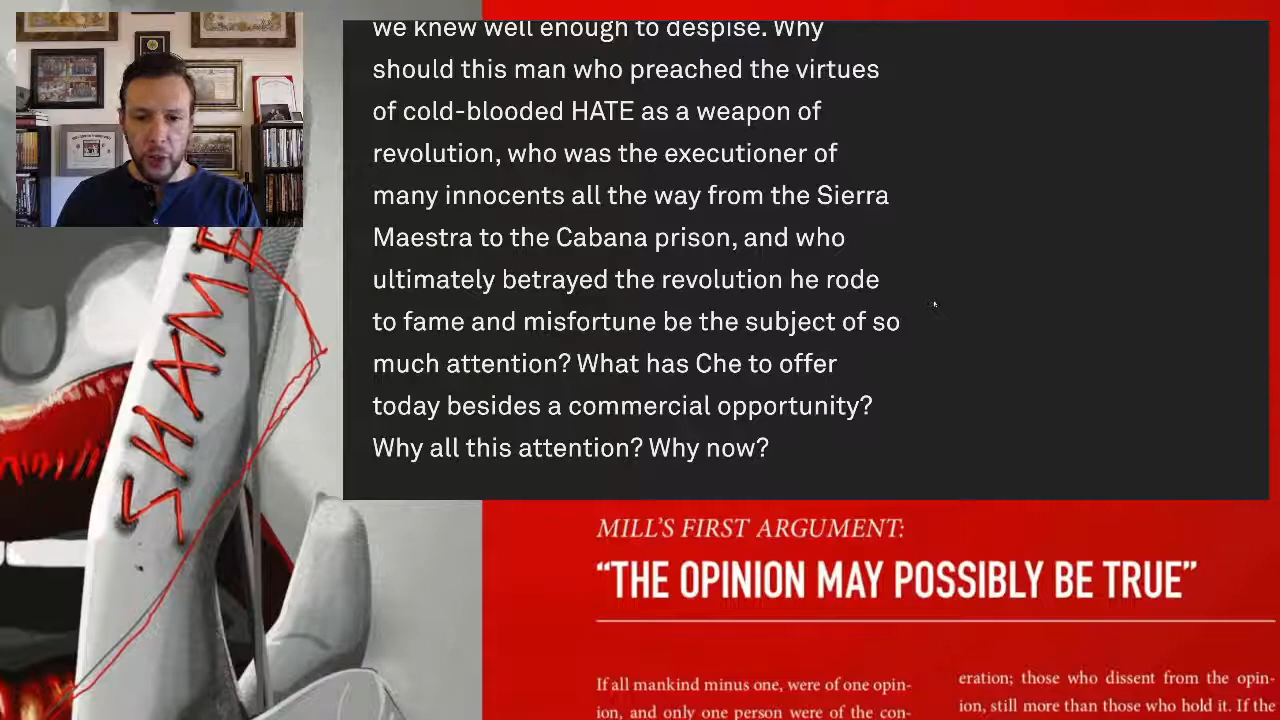 we knew well enough to despise. Why
should this man who preached the virtues
of cold-blooded HATE as a weapon of
revolution, who was the executioner of
many innocents all the way from the Sierra
Maestra to the Cabana prison, and who
ultimately betrayed the revolution he rode
to fame and misfortune be the subject of so
much attention? What has Che to offer
today besides a commercial opportunity?
Why all this attention? Why now?
SHAME
MILL'S FIRST ARGUMENT:
“THE OPINION MAY POSSIBLY BE TRUE”
If all mankind minus one, were of one opin-
ion, and only one person were of the con-
eration; those who dissent from the opin-
ion, still more than those who hold it. If the